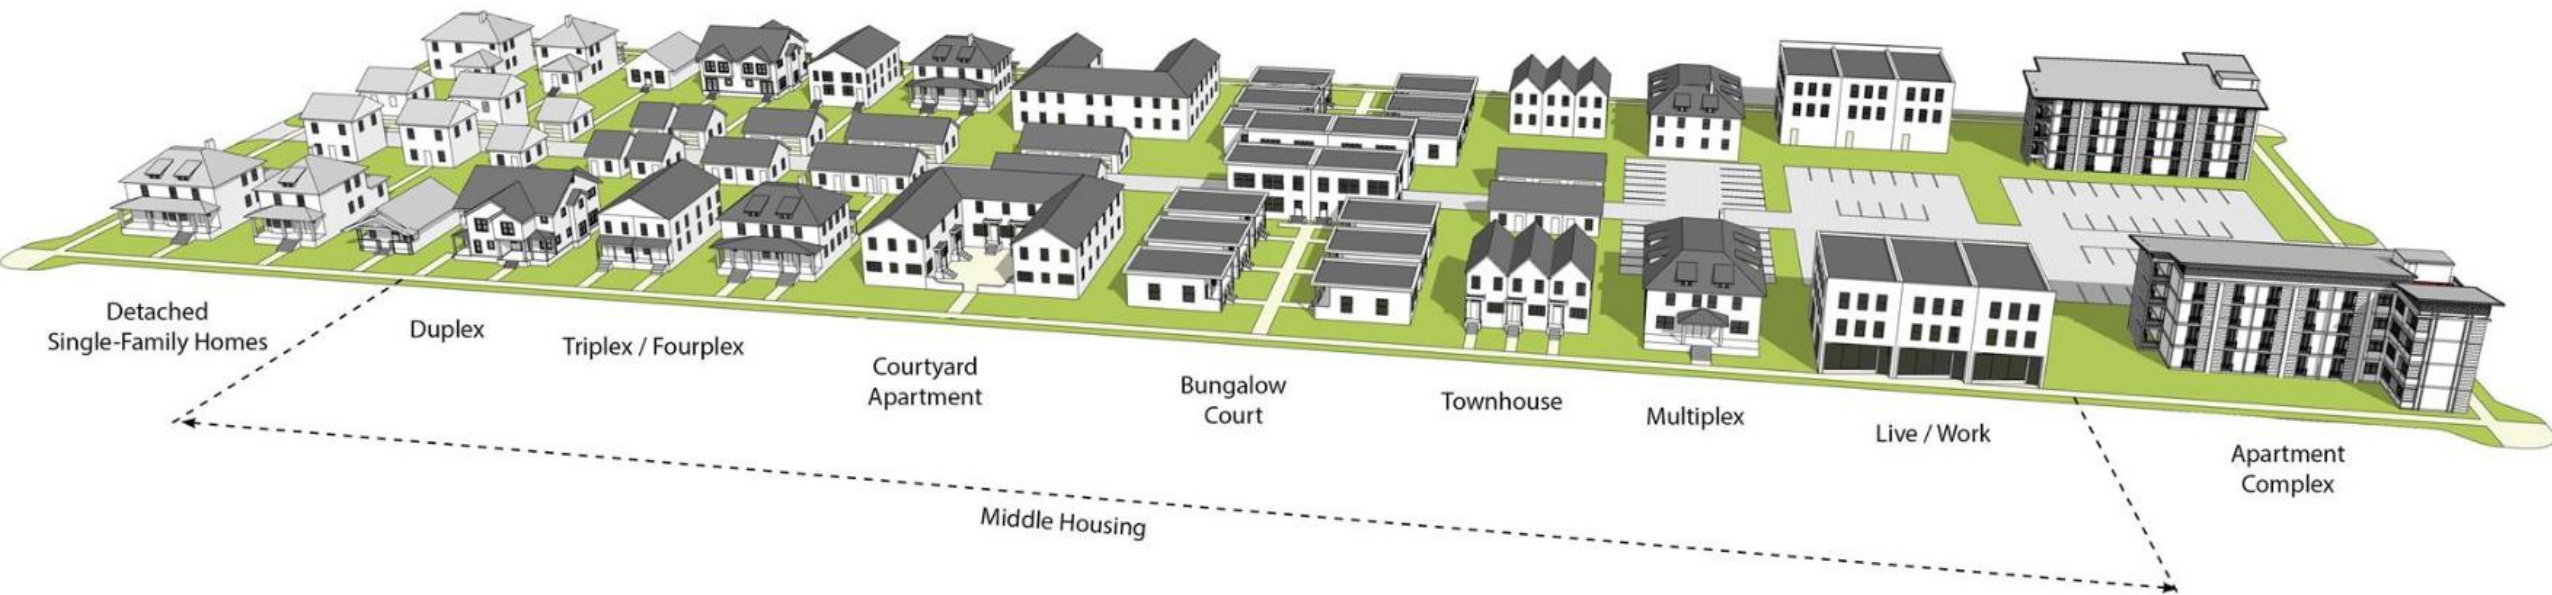 Detached
Single-Family Homes
Duplex
Triplex / Fourplex
Courtyard
Apartment
Bungalow
Court
Townhouse
Multiplex
Live / Work
Apartment
Complex
Middle Housing